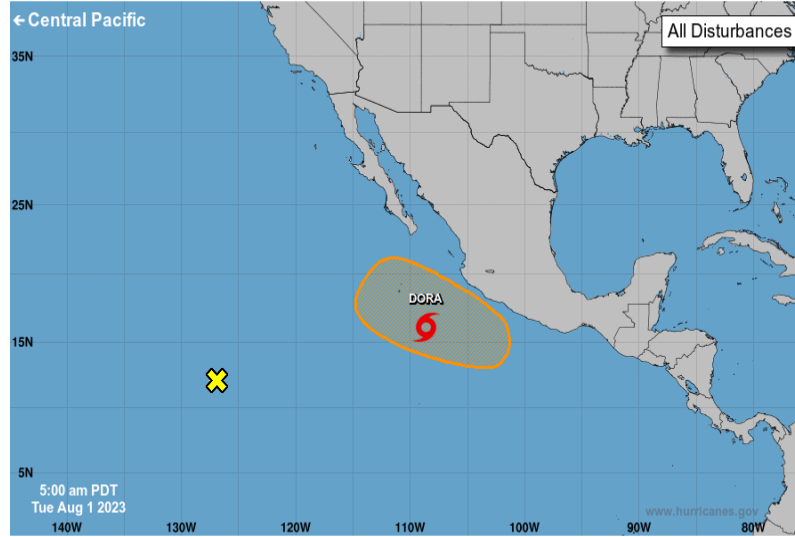 ← Central Pacific
All Disturbances
35N
25N
DORA
15N
5N
5:00 am PDT
Tue Aug 1 2023
www.hurricanes.gov
140W 130W 120W 110W 100W 90W 80W